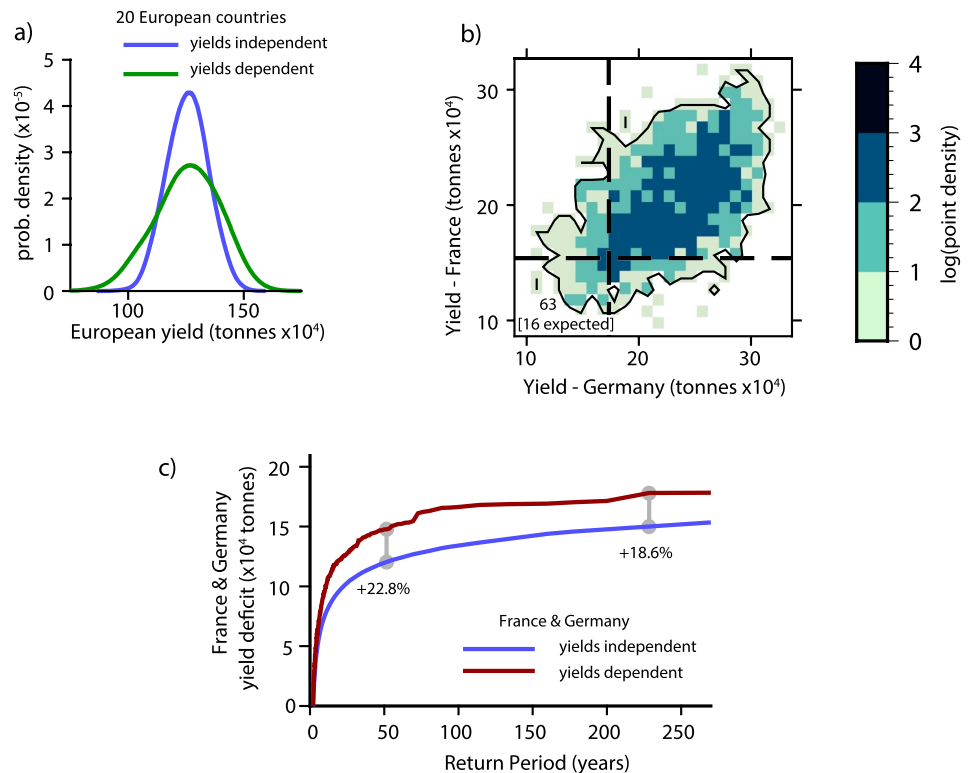 a)
20 European countries
yields independent
yields dependent
prob. density (x10⁻⁵)
5
4
3
2
1
0
100
150
European yield (tonnes x10⁴)
b)
Yield - France (tonnes x10⁴)
30
20
10
63
[16 expected]
10
20
30
Yield - Germany (tonnes x10⁴)
4
3
2
1
0
log(point density)
c)
France & Germany
yield deficit (x10⁴ tonnes)
20
15
10
5
0
+22.8%
+18.6%
France & Germany
yields independent
yields dependent
0
50
100
150
200
250
Return Period (years)